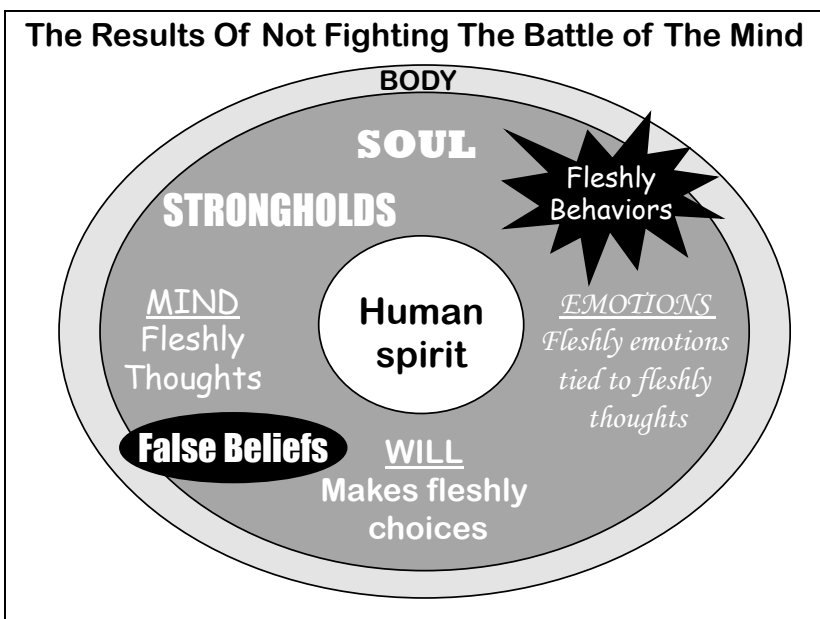 The Results Of Not Fighting The Battle of The Mind
BODY
SOUL
STRONGHOLDS
Fleshly
Behaviors
MIND
Fleshly
Thoughts
Human
spirit
EMOTIONS
Fleshly emotions
tied to fleshly
thoughts
False Beliefs
WILL
Makes fleshly
choices